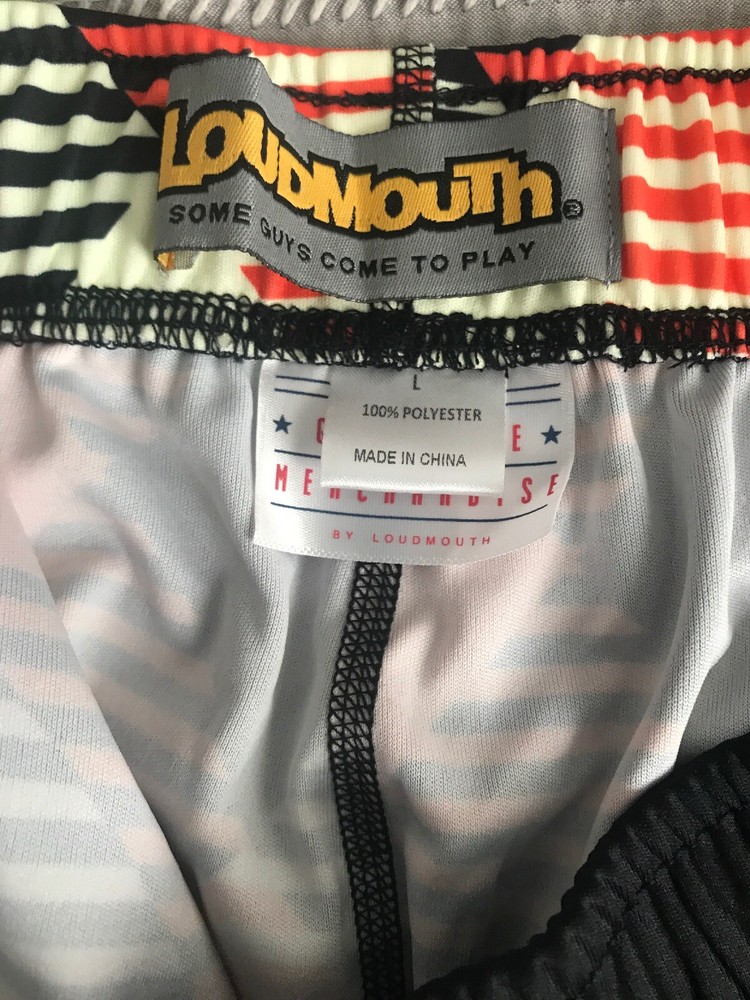 LOUDMOUTH®
SOME GUYS COME TO PLAY
L
100% POLYESTER
MADE IN CHINA
MERCHANDISE
BY LOUDMOUTH